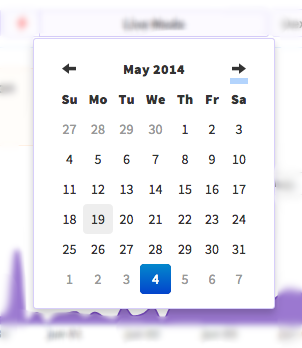 May 2014
Su Mo Tu We Th Fr Sa
27 28 29 30 1 2 3
4 5 6 7 8 9 10
11 12 13 14 15 16 17
18 19 20 21 22 23 24
25 26 27 28 29 30 31
1 2 3 4 5 6 7